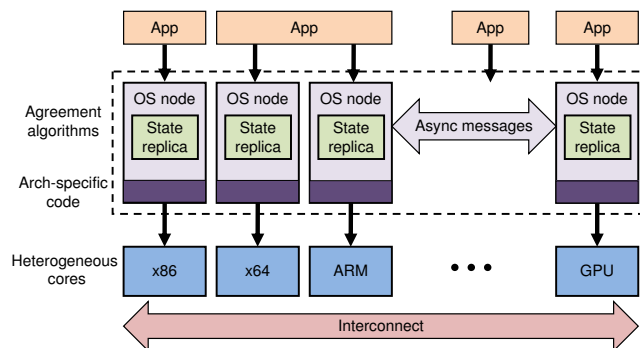 App
App
App
App
Agreement
algorithms
OS node
OS node
OS node
OS node
State
replica
State
replica
State
replica
State
replica
Async messages
Arch-specific
code
Heterogeneous
cores
x86
x64
ARM
GPU
Interconnect